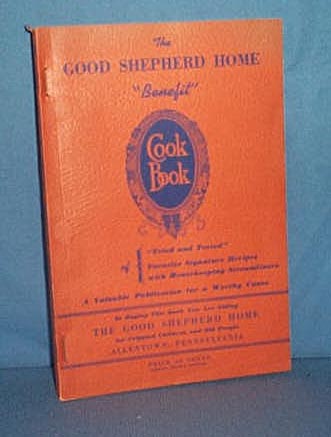 The
GOOD SHEPHERD HOME
"Benefit"
Cook
Book
of
"Tried and Tested"
Favorite Signature Recipes
with Housekeeping Streamliners
A Valuable Publication for a Worthy Cause
In Buying This Book You Are Aiding
THE GOOD SHEPHERD HOME
for Crippled Children and Old People
ALLENTOWN, PENNSYLVANIA
PRICE